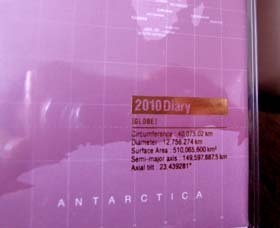 2010 Diary
[GLOBE]
Circumference : 40,075.02 km
Diameter : 12,756.274 km
Surface Area : 510,065,600 km²
Semi-major axis : 149,597,887.5 km
Axial tilt : 23.439281°
ANTARCTICA